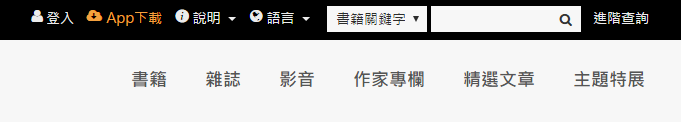 登入 App下載 說明 語言 書籍關鍵字 進階查詢
書籍 雜誌 影音 作家專欄 精選文章 主題特展